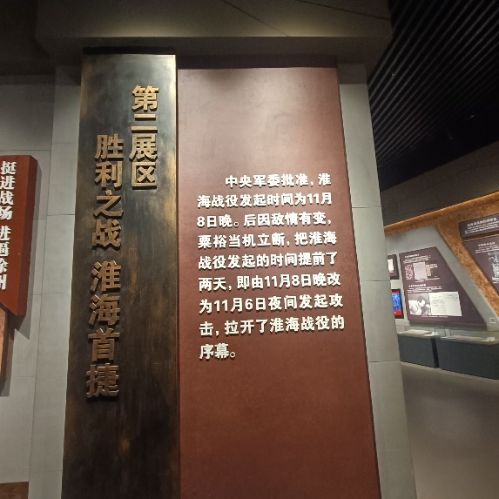 第二展区
胜利之战 淮海首捷
中央军委批准，淮
海战役发起时间为11月
8日晚。后因敌情有变，
粟裕当机立断，把淮海
战役发起的时间提前了
两天，即由11月8日晚改
为11月6日夜间发起攻
击，拉开了淮海战役的
序幕。
挺进战场 进逼徐州